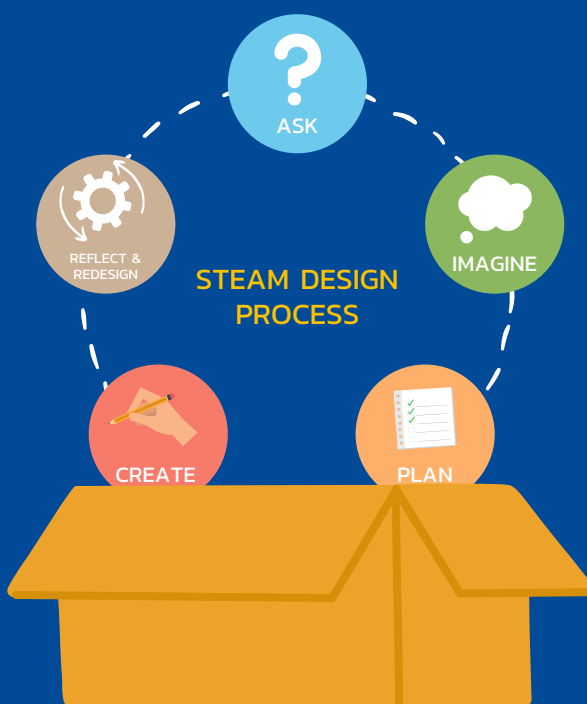 ASK
IMAGINE
PLAN
CREATE
REFLECT &
REDESIGN
STEAM DESIGN
PROCESS